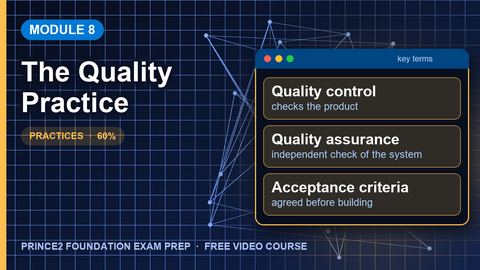 MODULE 8
The Quality
Practice
PRACTICES · 60%
key terms
Quality control
checks the product
Quality assurance
independent check of the system
Acceptance criteria
agreed before building
PRINCE2 FOUNDATION EXAM PREP · FREE VIDEO COURSE